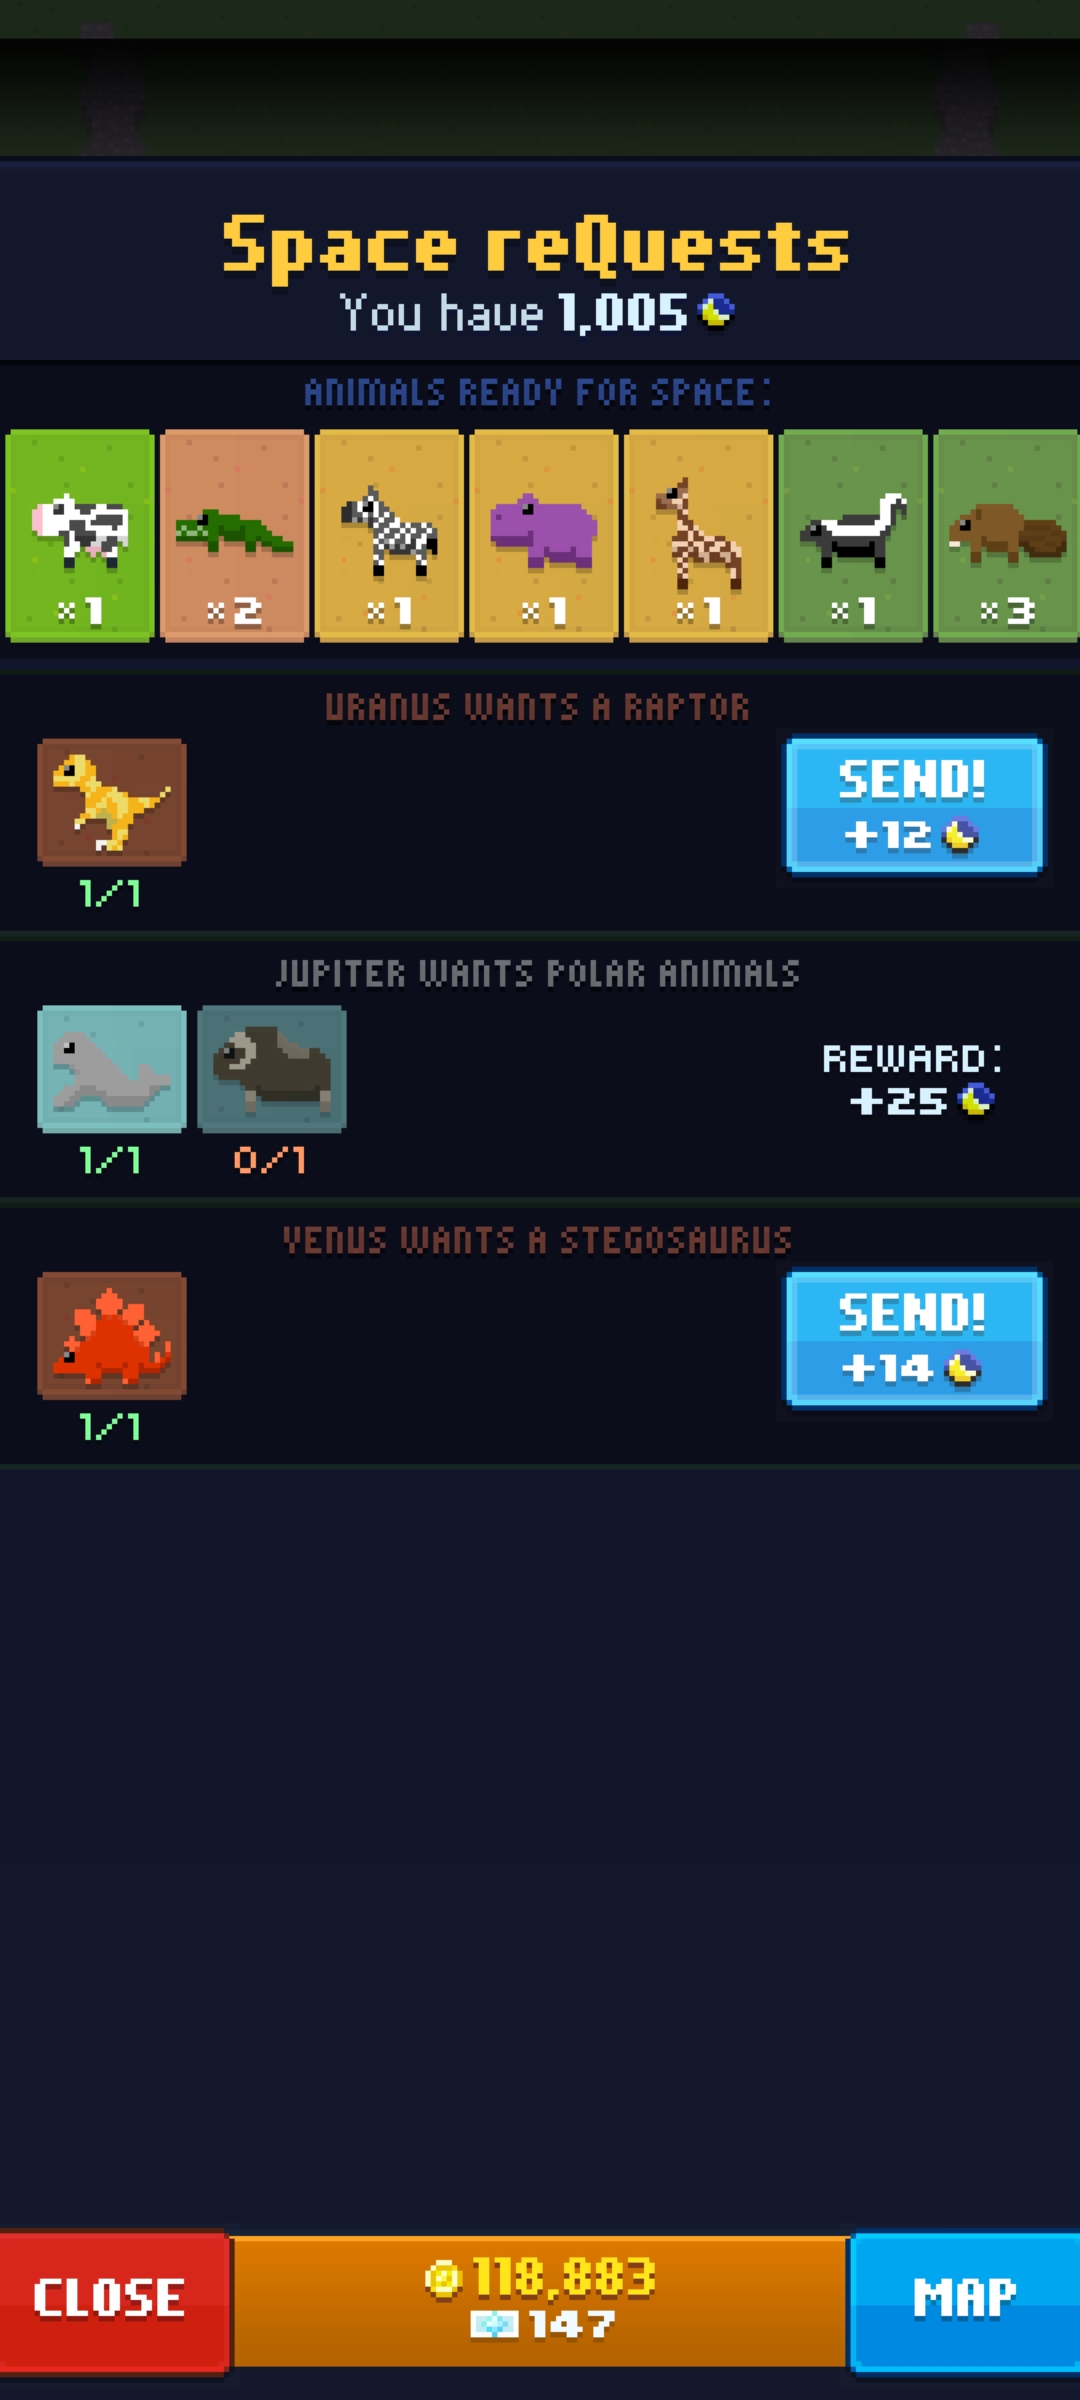 Space reQuests
You have 1,005
ANIMALS READY FOR SPACE:
×1 ×2 ×1 ×1 ×1 ×1 ×3
URANUS WANTS A RAPTOR
SEND!
+12
1/1
JUPITER WANTS POLAR ANIMALS
REWARD:
+25
1/1 0/1
VENUS WANTS A STEGOSAURUS
SEND!
+14
1/1
CLOSE
118,883
147
MAP